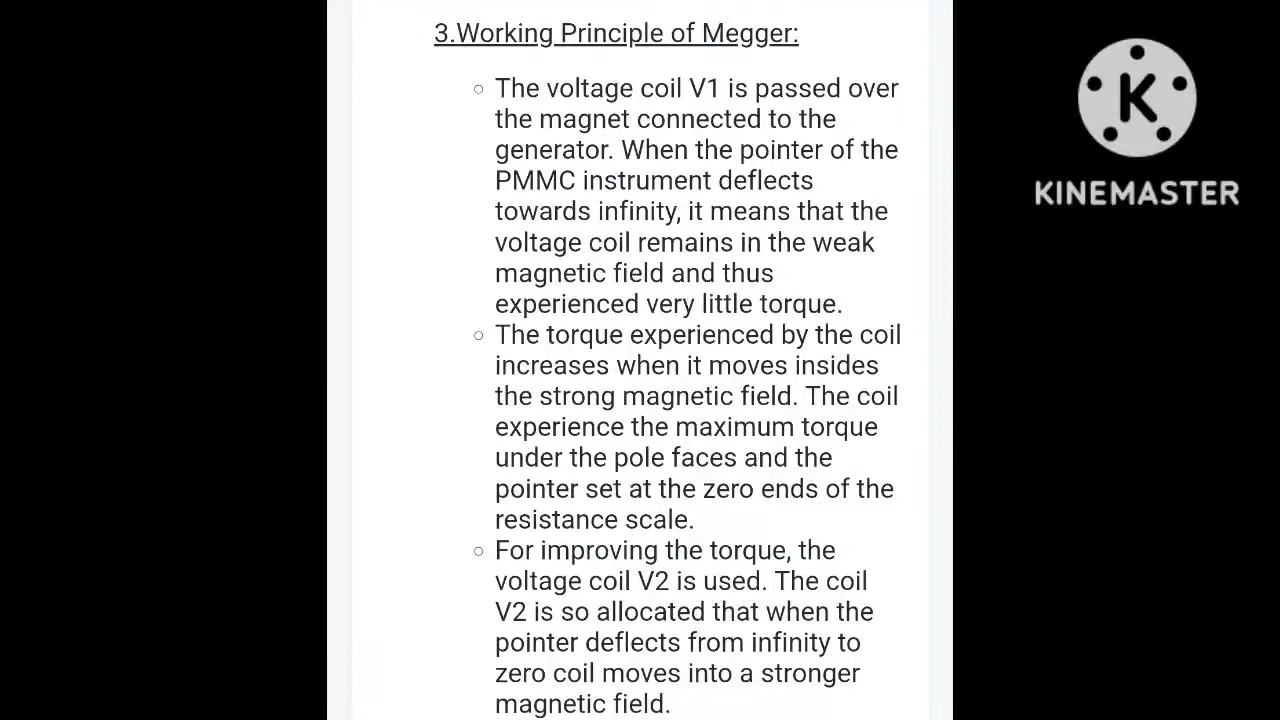 3.Working Principle of Megger:
The voltage coil V1 is passed over
the magnet connected to the
generator. When the pointer of the
PMMC instrument deflects
towards infinity, it means that the
voltage coil remains in the weak
magnetic field and thus
experienced very little torque.
The torque experienced by the coil
increases when it moves insides
the strong magnetic field. The coil
experience the maximum torque
under the pole faces and the
pointer set at the zero ends of the
resistance scale.
For improving the torque, the
voltage coil V2 is used. The coil
V2 is so allocated that when the
pointer deflects from infinity to
zero coil moves into a stronger
magnetic field.
K
KINEMASTER